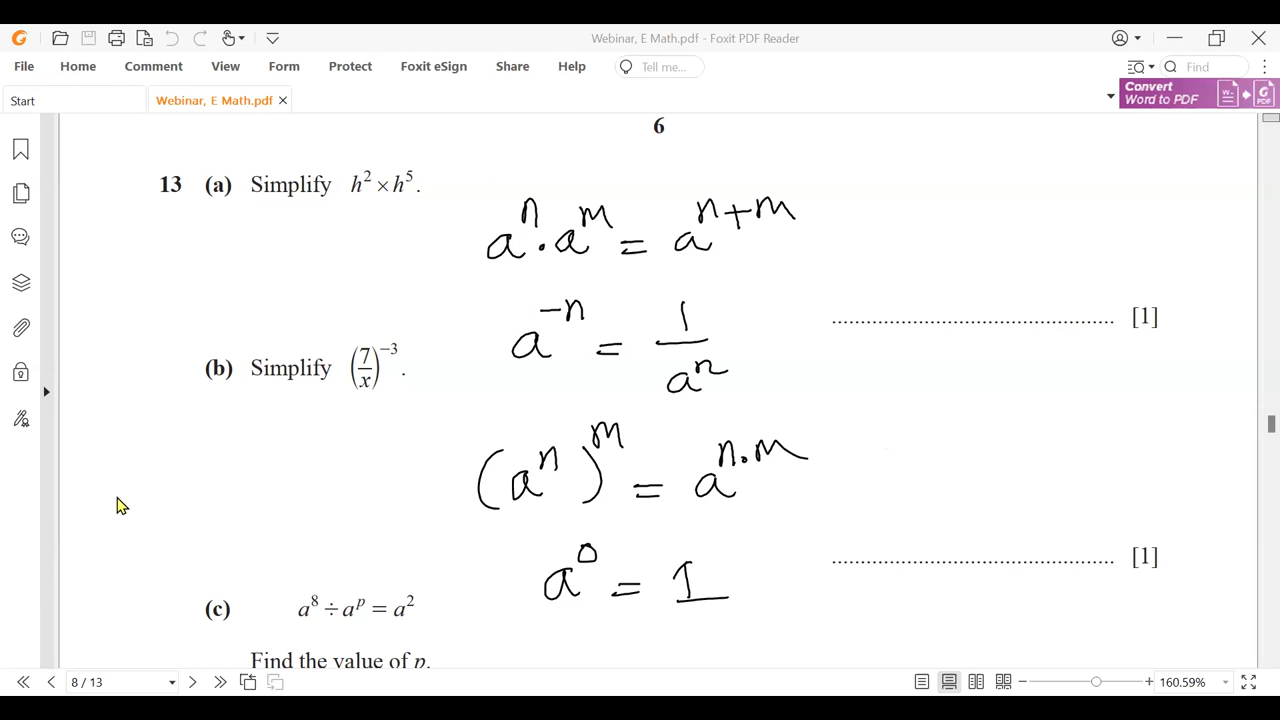 Webinar, E Math.pdf - Foxit PDF Reader
File Home Comment View Form Protect Foxit eSign Share Help Tell me... Find
Start Webinar, E Math.pdf Convert Word to PDF
6
13 (a) Simplify h² × h⁵.
aⁿ · aᵐ = aⁿ⁺ᵐ
a⁻ⁿ = 1/aⁿ
........................................ [1]
(b) Simplify (7/x)⁻³.
(aⁿ)ᵐ = aⁿ·ᵐ
........................................ [1]
a⁰ = 1
(c) a⁸ ÷ aᵖ = a²
Find the value of p.
8 / 13 160.59%